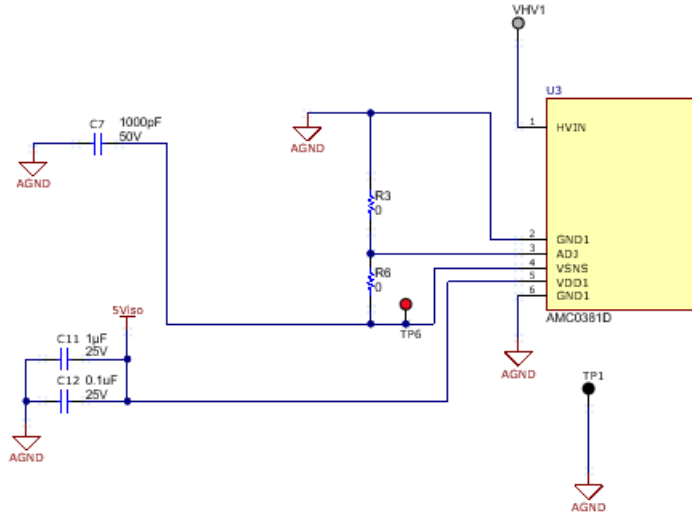 VHV1
U3
C7
1000pF
50V
AGND
AGND
1
HVIN
R3
0
R6
0
2
GND1
3
ADJ
4
VSNS
5
VDD1
6
GND1
AMC0381D
TP6
5Viso
C11
1μF
25V
C12
0.1uF
25V
AGND
AGND
TP1
AGND